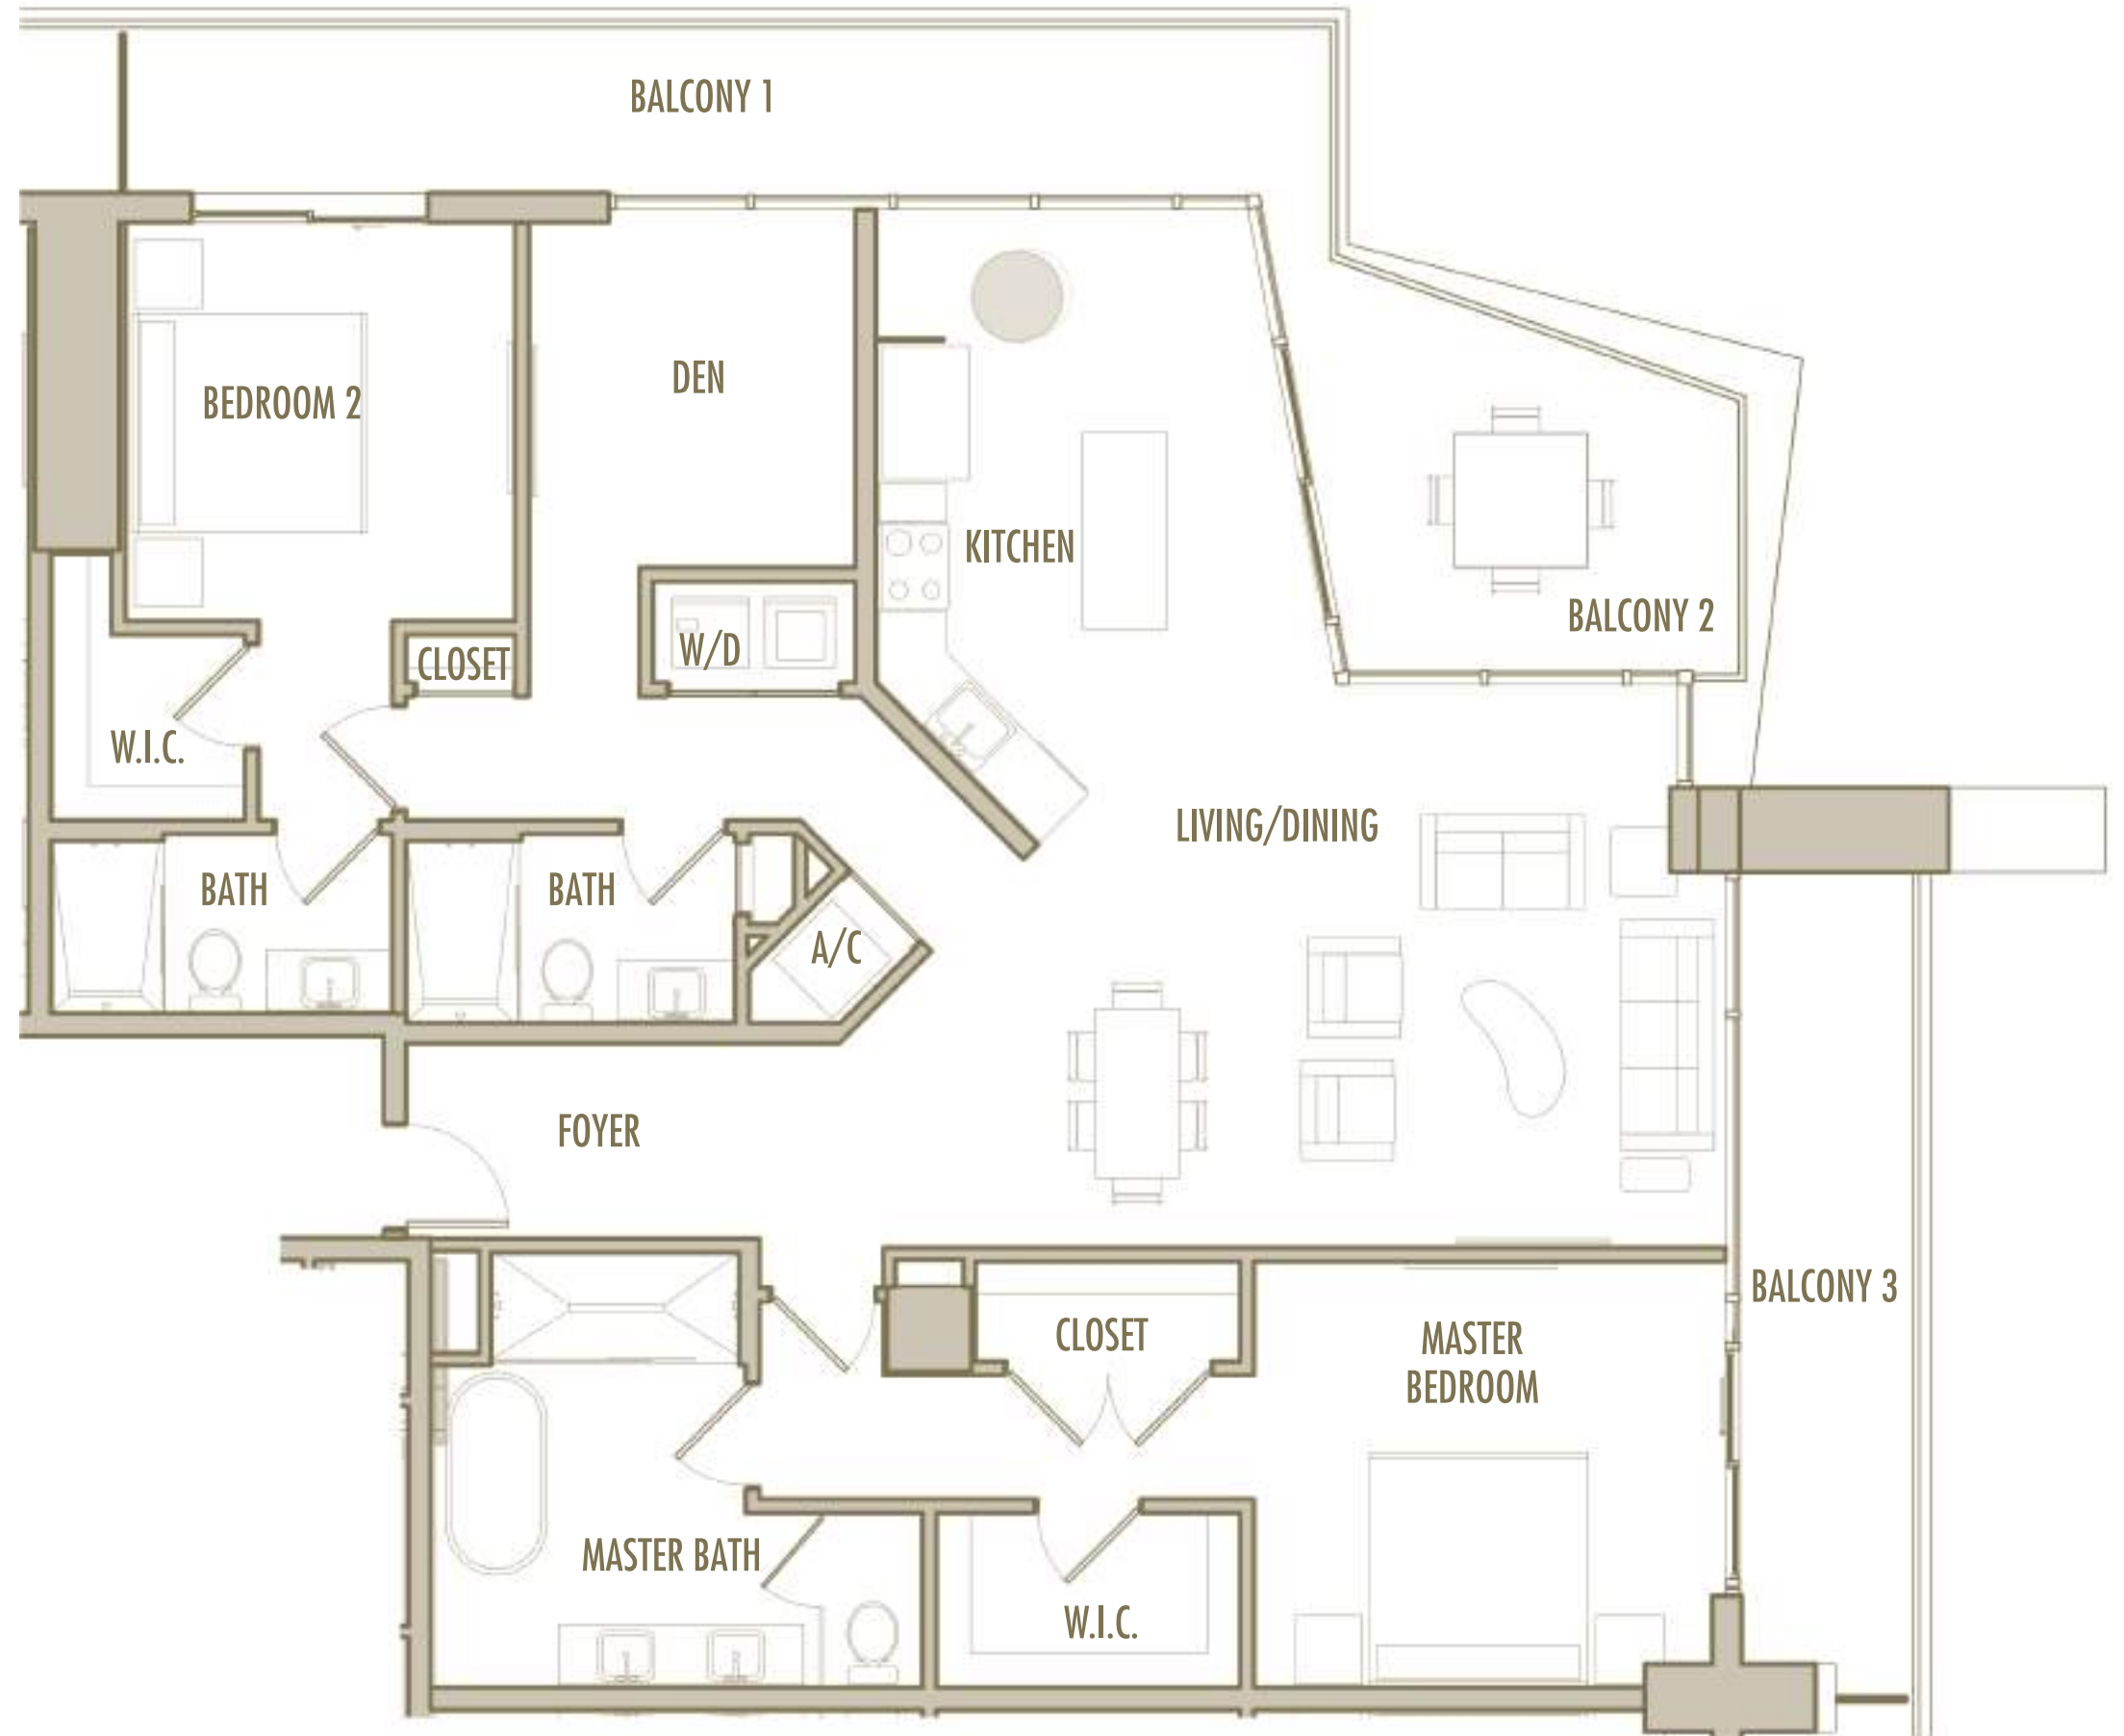 BALCONY 1
BEDROOM 2
DEN
KITCHEN
BALCONY 2
CLOSET
W/D
W.I.C.
LIVING/DINING
BATH
BATH
A/C
FOYER
BALCONY 3
CLOSET
MASTER
BEDROOM
MASTER BATH
W.I.C.